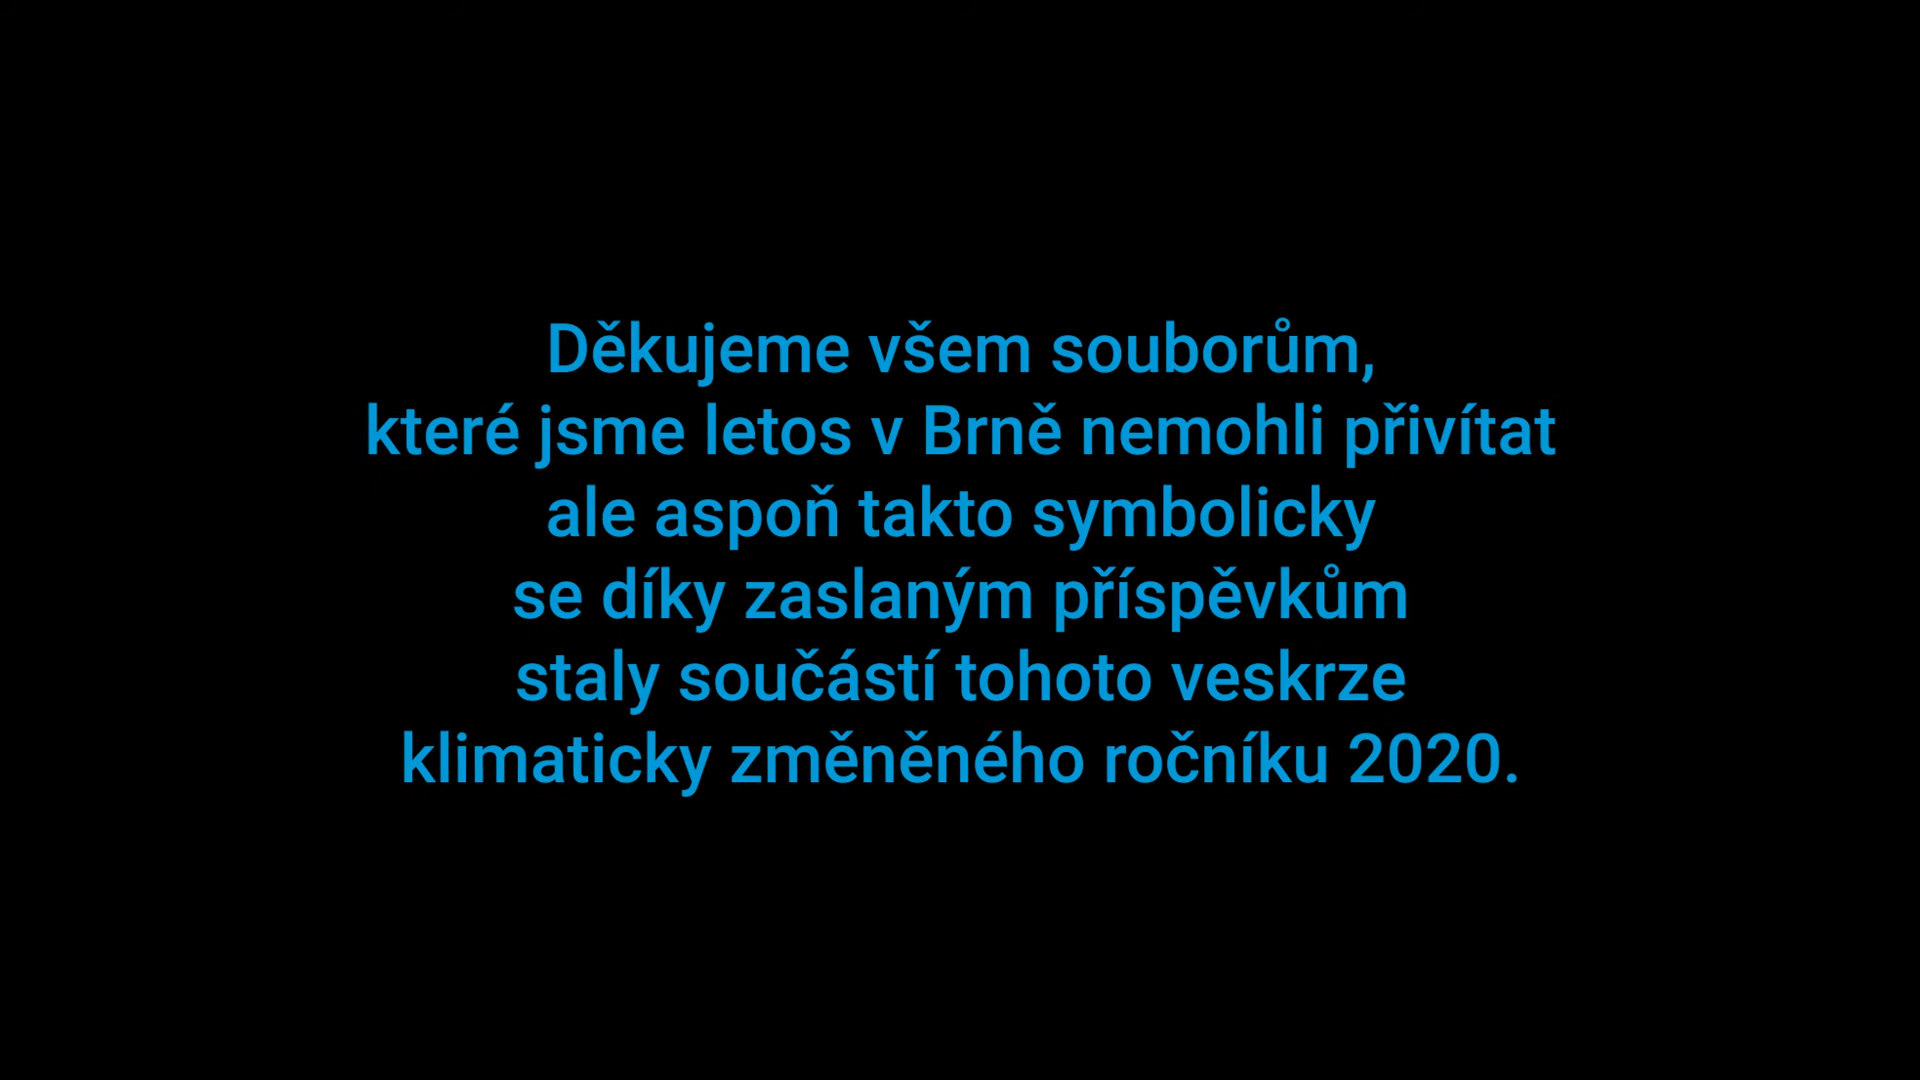 Děkujeme všem souborům,
které jsme letos v Brně nemohli přivítat
ale aspoň takto symbolicky
se díky zaslaným příspěvkům
staly součástí tohoto veskrze
klimaticky změněného ročníku 2020.